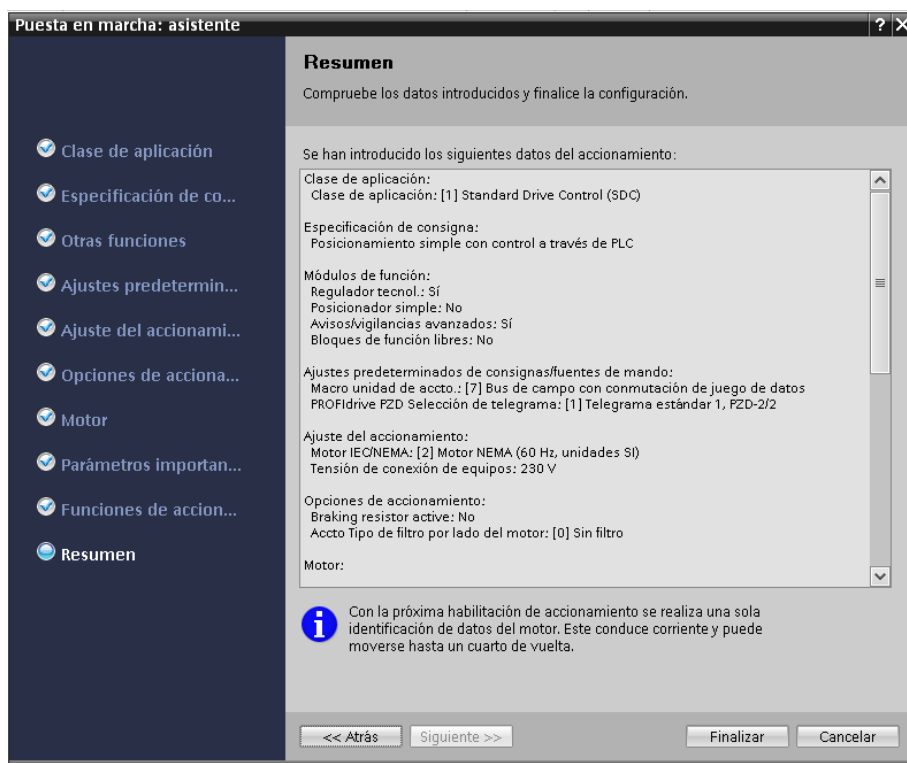 Puesta en marcha: asistente
? X
Resumen
Compruebe los datos introducidos y finalice la configuración.
Clase de aplicación
Especificación de co...
Otras funciones
Ajustes predetermin...
Ajuste del accionami...
Opciones de acciona...
Motor
Parámetros importan...
Funciones de accion...
Resumen
Se han introducido los siguientes datos del accionamiento:
Clase de aplicación:
Clase de aplicación: [1] Standard Drive Control (SDC)
Especificación de consigna:
Posicionamiento simple con control a través de PLC
Módulos de función:
Regulador tecnol.: Sí
Posicionador simple: No
Avisos/vigilancias avanzados: Sí
Bloques de función libres: No
Ajustes predeterminados de consignas/fuentes de mando:
Macro unidad de accto.: [7] Bus de campo con conmutación de juego de datos
PROFIdrive PZD Selección de telegrama: [1] Telegrama estándar 1, PZD-2/2
Ajuste del accionamiento:
Motor IEC/NEMA: [2] Motor NEMA (60 Hz, unidades SI)
Tensión de conexión de equipos: 230 V
Opciones de accionamiento:
Braking resistor active: No
Accto Tipo de filtro por lado del motor: [0] Sin filtro
Motor:
Con la próxima habilitación de accionamiento se realiza una sola
identificación de datos del motor. Este conduce corriente y puede
moverse hasta un cuarto de vuelta.
<< Atrás
Siguiente >>
Finalizar
Cancelar